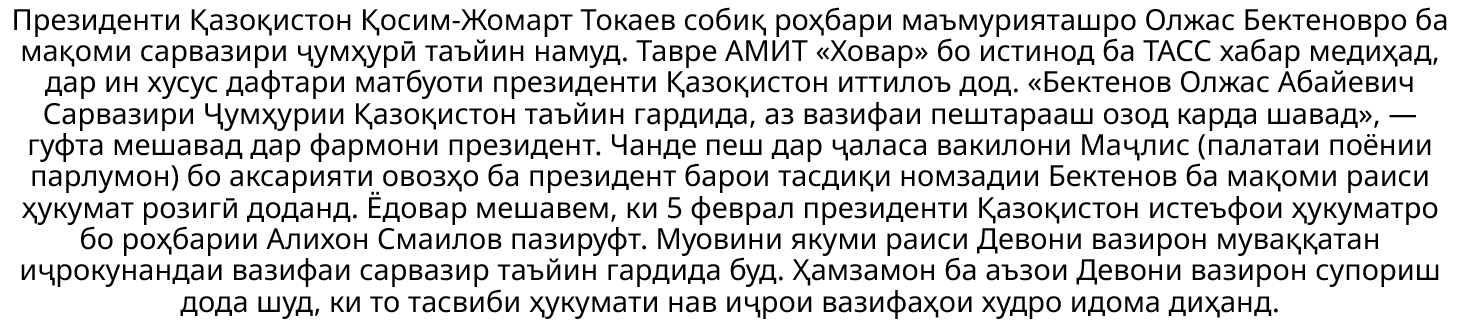 Президенти Қазоқистон Қосим-Жомарт Токаев собиқ роҳбари маъмурияташро Олжас Бектеновро ба
мақоми сарвазири ҷумҳурӣ таъйин намуд. Тавре АМИТ «Ховар» бо истинод ба ТАСС хабар медиҳад,
дар ин хусус дафтари матбуоти президенти Қазоқистон иттилоъ дод. «Бектенов Олжас Абайевич
Сарвазири Ҷумҳурии Қазоқистон таъйин гардида, аз вазифаи пештарааш озод карда шавад», —
гуфта мешавад дар фармони президент. Чанде пеш дар ҷаласа вакилони Маҷлис (палатаи поёнии
парлумон) бо аксарияти овозҳо ба президент барои тасдиқи номзадии Бектенов ба мақоми раиси
ҳукумат розигӣ доданд. Ёдовар мешавем, ки 5 феврал президенти Қазоқистон истеъфои ҳукуматро
бо роҳбарии Алихон Смаилов пазируфт. Муовини якуми раиси Девони вазирон муваққатан
иҷрокунандаи вазифаи сарвазир таъйин гардида буд. Ҳамзамон ба аъзои Девони вазирон супориш
дода шуд, ки то тасвиби ҳукумати нав иҷрои вазифаҳои худро идома диҳанд.